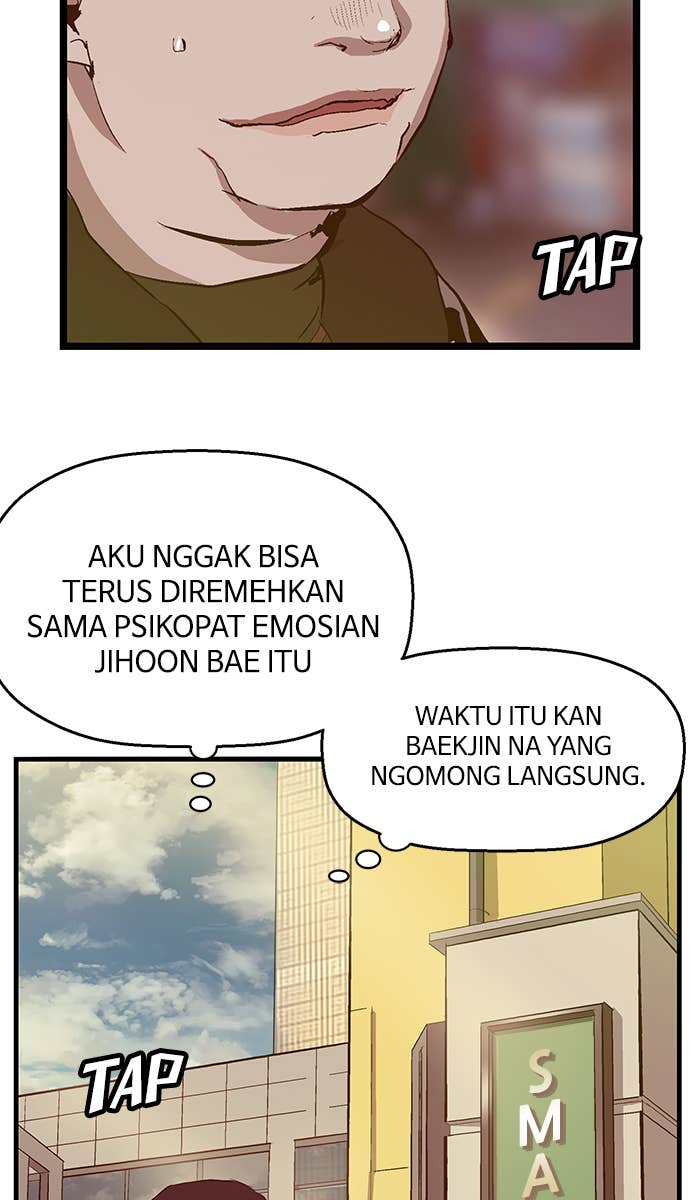 TAP
AKU NGGAK BISA
TERUS DIREMEHKAN
SAMA PSIKOPAT EMOSIAN
JIHOON BAE ITU
WAKTU ITU KAN
BAEKJIN NA YANG
NGOMONG LANGSUNG.
TAP
S
M
A